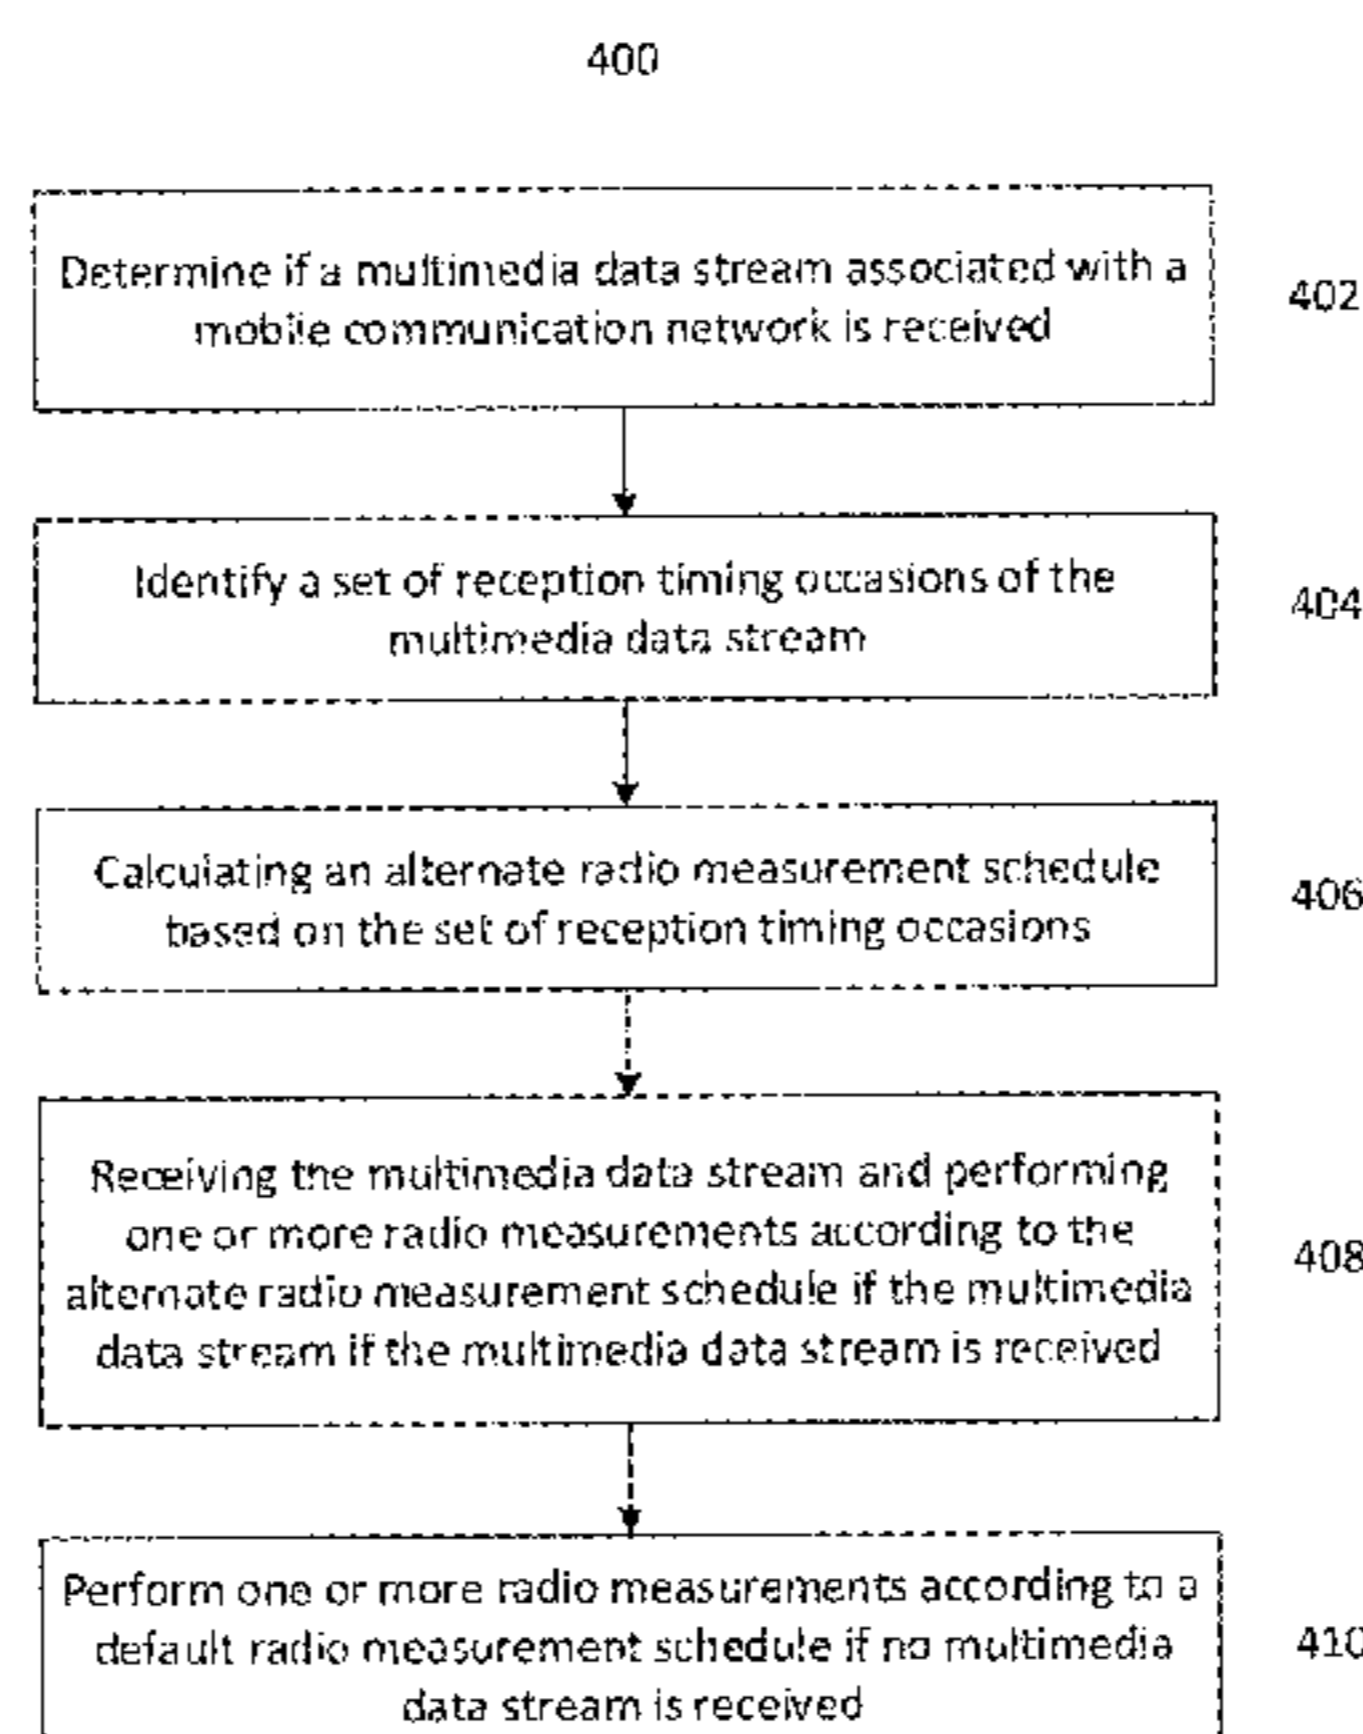 400
Determine if a multimedia data stream associated with a
mobile communication network is received
402
Identify a set of reception timing occasions of the
multimedia data stream
404
Calculating an alternate radio measurement schedule
based on the set of reception timing occasions
406
Receiving the multimedia data stream and performing
one or more radio measurements according to the
alternate radio measurement schedule if the multimedia
data stream if the multimedia data stream is received
408
Perform one or more radio measurements according to a
default radio measurement schedule if no multimedia
data stream is received
410